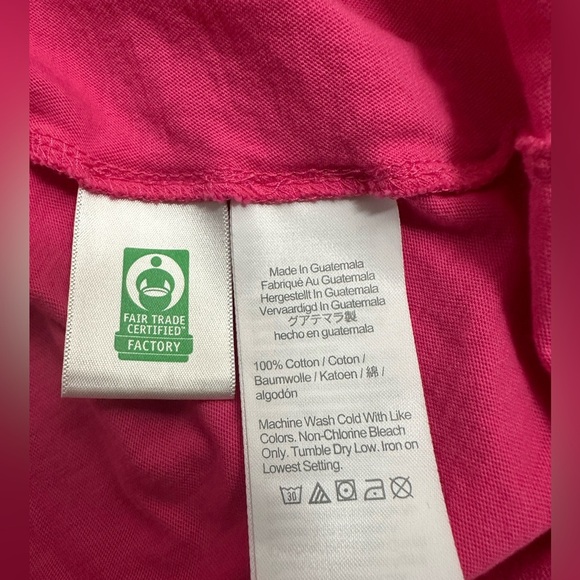 FAIR TRADE
CERTIFIED™
FACTORY
Made In Guatemala
Fabriqué Au Guatemala
Hergestellt In Guatemala
Vervaardigd In Guatemala
グアテマラ製
hecho en guatemala
100% Cotton / Coton /
Baumwolle / Katoen / 綿 /
algodón
Machine Wash Cold With Like
Colors. Non-Chlorine Bleach
Only. Tumble Dry Low. Iron on
Lowest Setting.
30